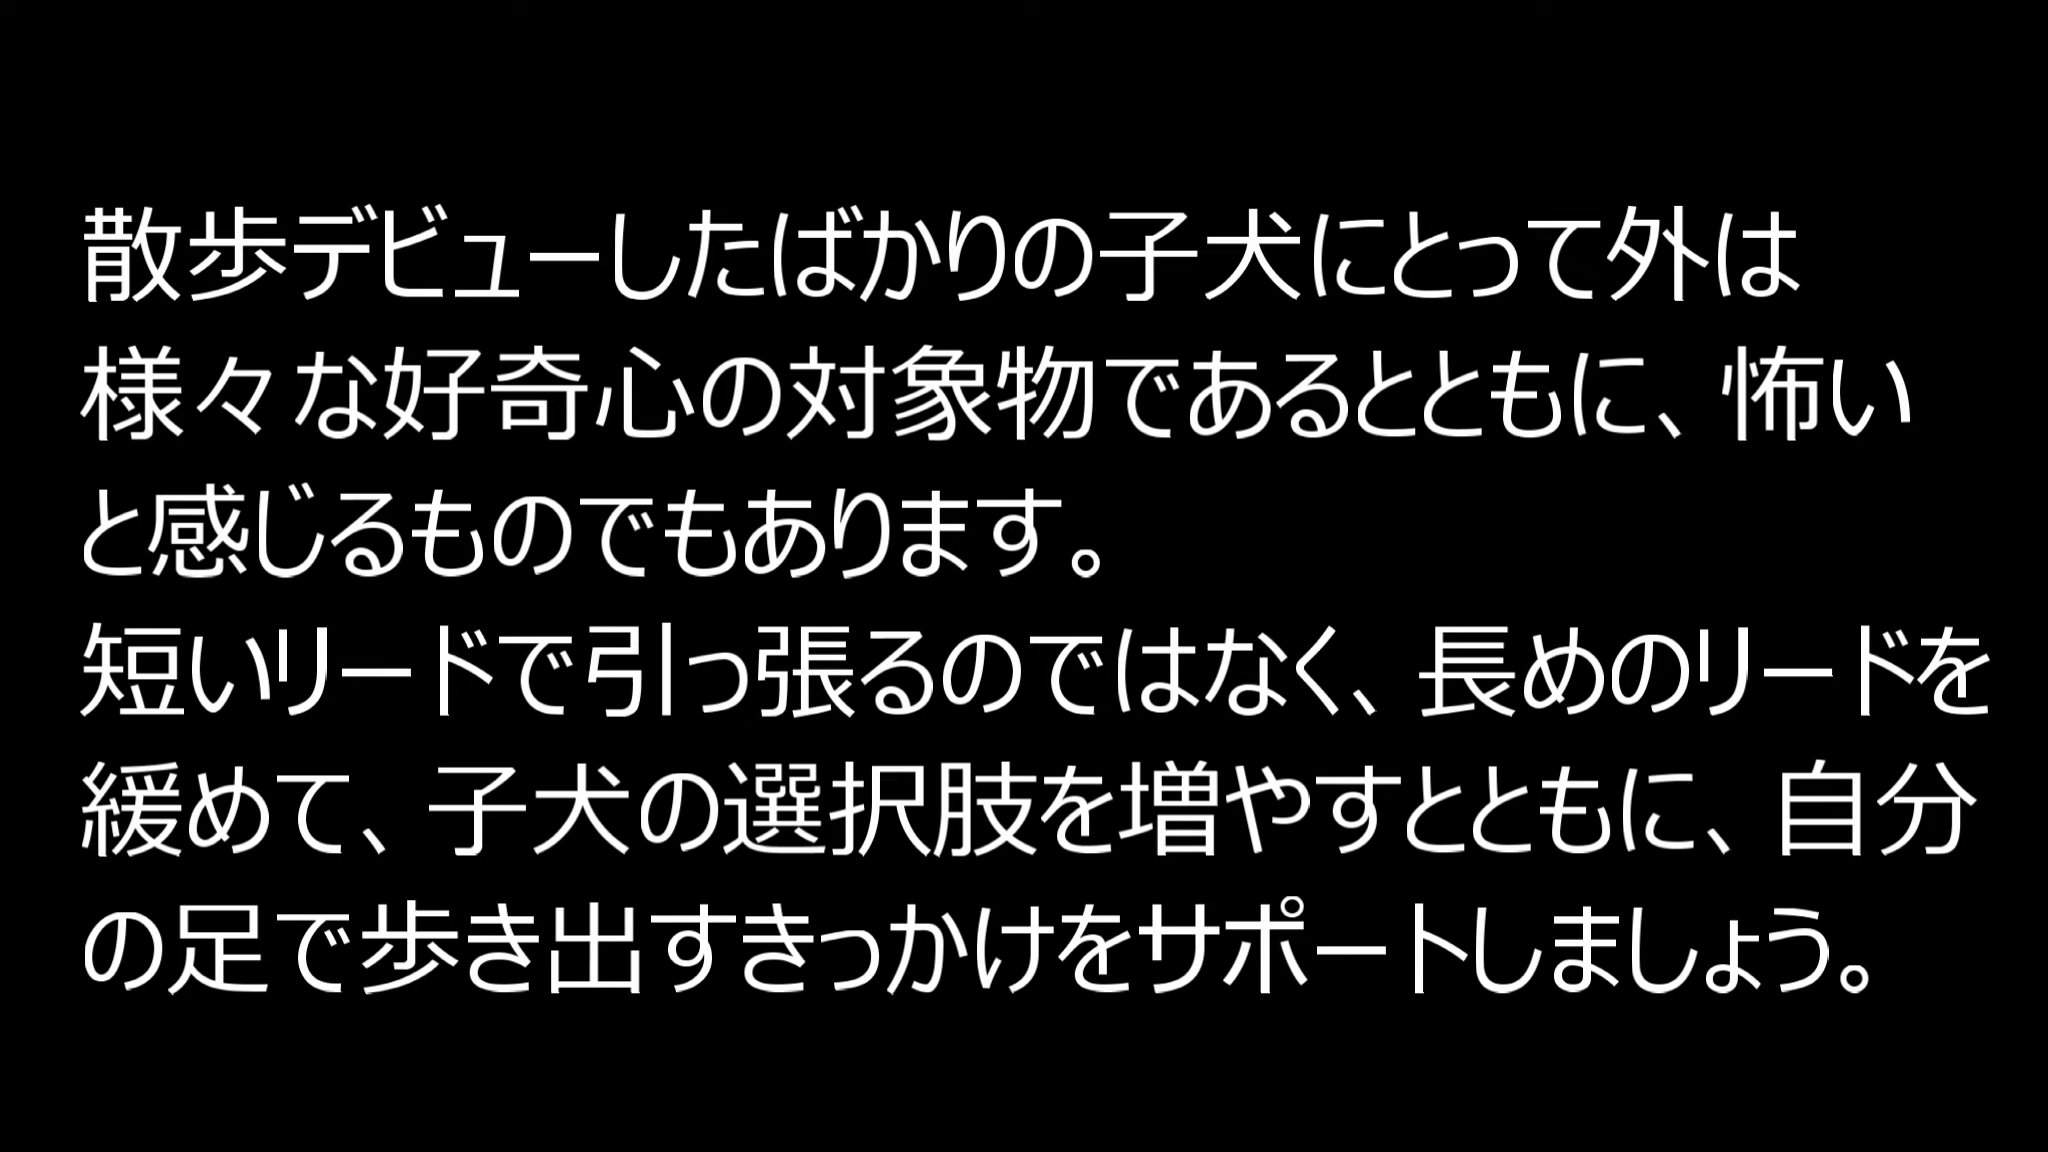 散歩デビューしたばかりの子犬にとって外は
様々な好奇心の対象物であるとともに、怖い
と感じるものでもあります。
短いリードで引っ張るのではなく、長めのリードを
緩めて、子犬の選択肢を増やすとともに、自分
の足で歩き出すきっかけをサポートしましょう。